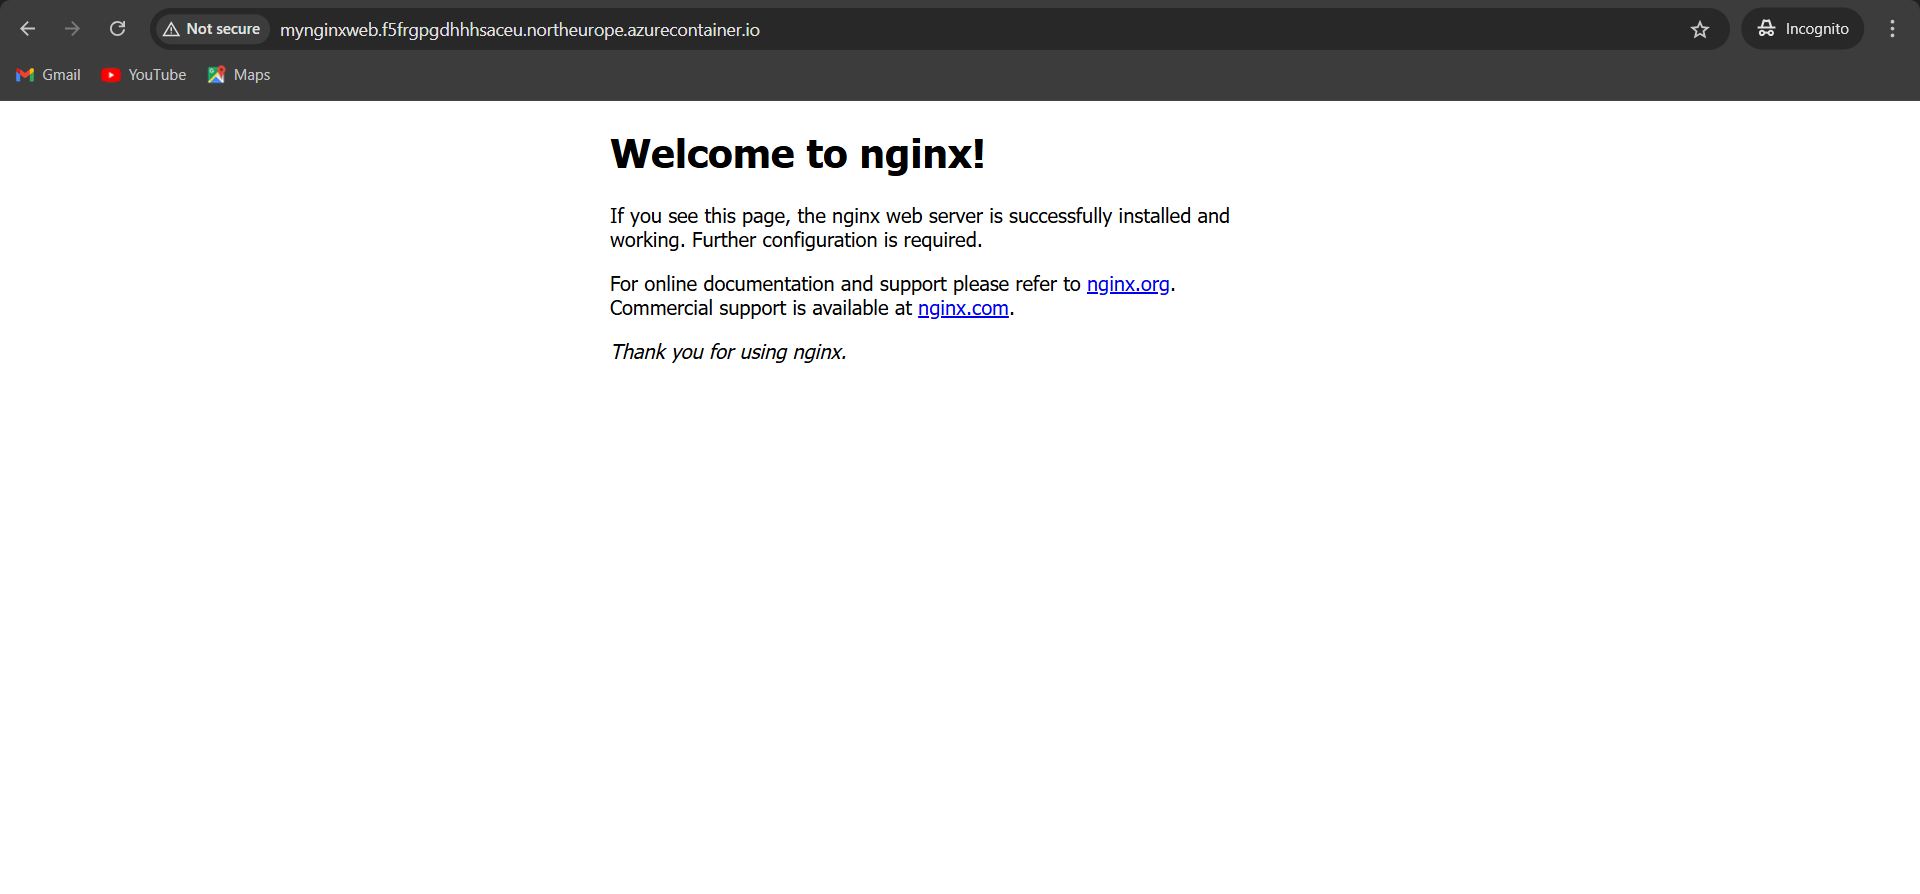 Not secure
mynginxweb.f5frgpgdhhhsaceu.northeurope.azurecontainer.io
Incognito
Gmail
YouTube
Maps
Welcome to nginx!
If you see this page, the nginx web server is successfully installed and
working. Further configuration is required.
For online documentation and support please refer to nginx.org.
Commercial support is available at nginx.com.
Thank you for using nginx.